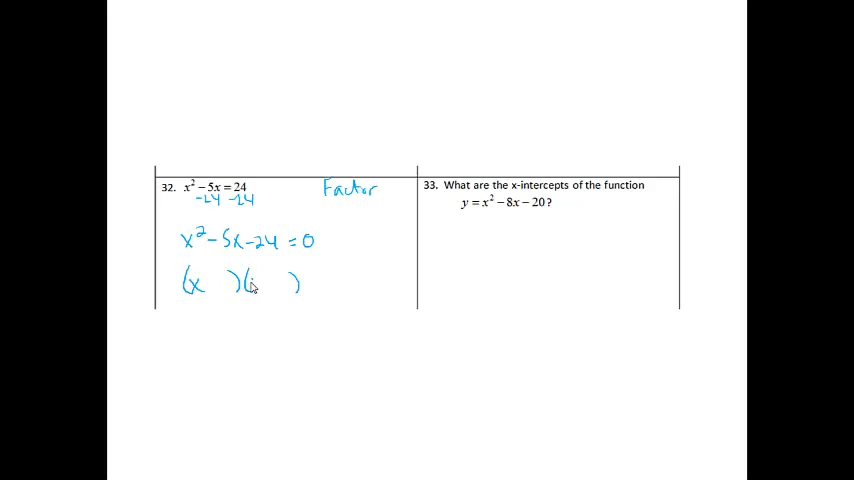 32. x² – 5x = 24
-24 -24
Factor
x² - 5x - 24 = 0
(x )( )
33. What are the x-intercepts of the function
y = x² – 8x – 20?